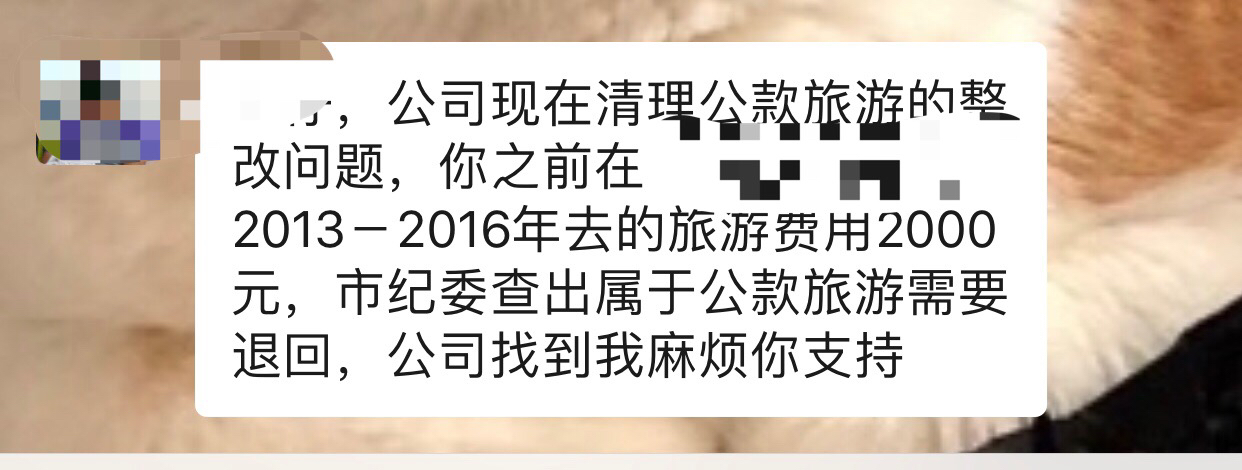 ，公司现在清理公款旅游的整
改问题，你之前在
2013－2016年去的旅游费用2000
元，市纪委查出属于公款旅游需要
退回，公司找到我麻烦你支持